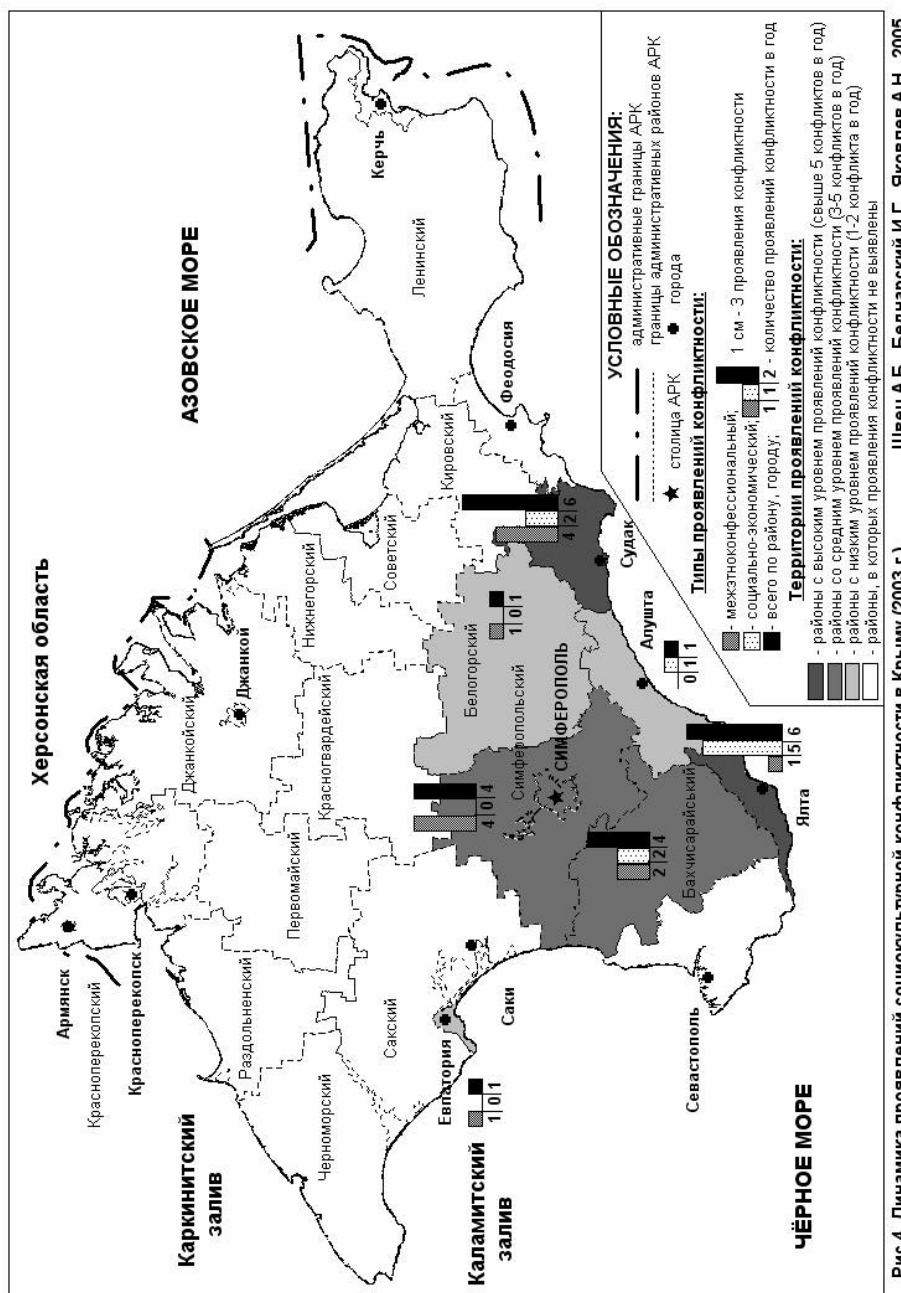 Херсонская область
АЗОВСКОЕ МОРЕ
Армянск
Красноперекопский
Красноперекопск
Каркинитский
залив
Джанкойский
Джанкой
Раздольненский
Первомайский
Нижнегорский
Красногвардейский
Советский
Кировский
Ленинский
Керчь
Черноморский
Сакский
Белогорский
Симферопольский
Феодосия
Евпатория
Саки
СИМФЕРОПОЛЬ
Судак
Алушта
Каламитский
залив
Бахчисарайський
Ялта
Севастополь
ЧЁРНОЕ МОРЕ
1 0 1
4 0 4
1 0 1
4 2 6
0 1 1
2 2 4
1 5 6
УСЛОВНЫЕ ОБОЗНАЧЕНИЯ:
административные границы АРК
границы административных районов АРК
столица АРК
города
Типы проявлений конфликтности:
- межэтноконфессиональный;
- социально-экономический;
- всего по району, городу;
1 см - 3 проявления конфликтности
1 1 2 - количество проявлений конфликтности в год
Территории проявлений конфликтности:
- районы с высоким уровнем проявлений конфликтности (свыше 5 конфликтов в год)
- районы со средним уровнем проявлений конфликтности (3-5 конфликтов в год)
- районы с низким уровнем проявлений конфликтности (1-2 конфликта в год)
- районы, в которых проявления конфликтности не выявлены
Рис.4. Динамика проявлений социокультурной конфликтности в Крыму (2003 г.) Швец А.Б., Беднарский И.Г., Яковлев А.Н., 2005